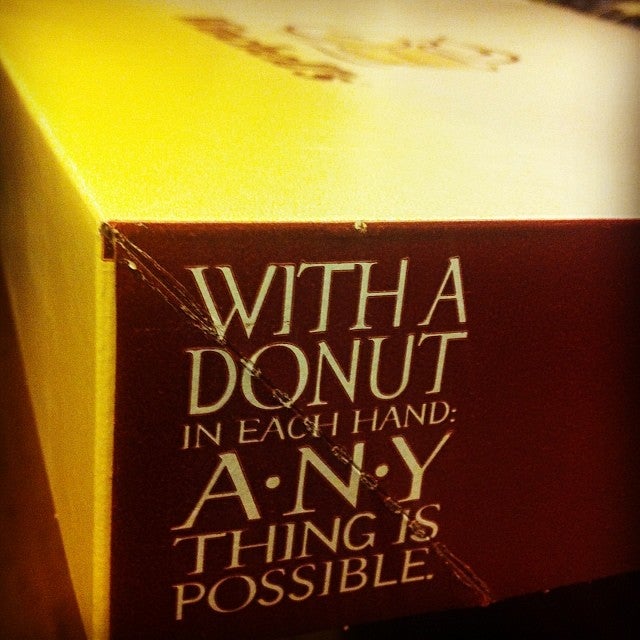 WITH A
DONUT
IN EACH HAND:
A·N·Y
THING IS
POSSIBLE.